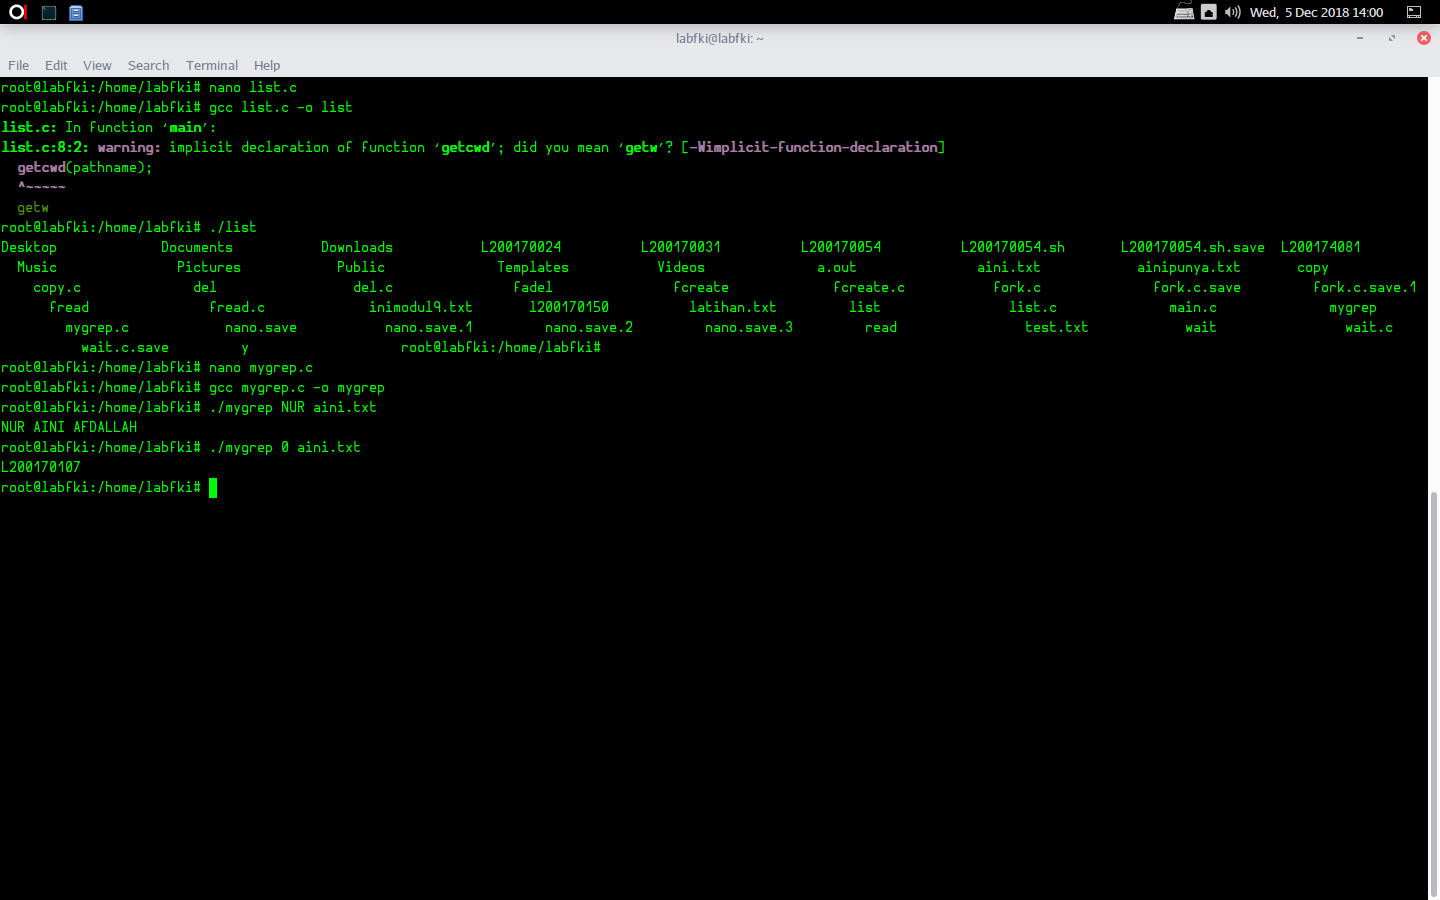 Wed, 5 Dec 2018 14:00
labfki@labfki: ~
File Edit View Search Terminal Help
root@labfki:/home/labfki# nano list.c
root@labfki:/home/labfki# gcc list.c -o list
list.c: In function ‘main’:
list.c:8:2: warning: implicit declaration of function ‘getcwd’; did you mean ‘getw’? [-Wimplicit-function-declaration]
  getcwd(pathname);
  ^~~~~~
  getw
root@labfki:/home/labfki# ./list
Desktop             Documents           Downloads           L200170024          L200170031          L200170054          L200170054.sh       L200170054.sh.save  L200174081
  Music               Pictures            Public              Templates           Videos              a.out               aini.txt            ainipunya.txt       copy
    copy.c              del                 del.c               fadel               fcreate             fcreate.c           fork.c              fork.c.save         fork.c.save.1
      fread               fread.c             inimodul9.txt       l200170150          latihan.txt         list                list.c              main.c              mygrep
        mygrep.c            nano.save           nano.save.1         nano.save.2         nano.save.3         read                test.txt            wait                wait.c
          wait.c.save         y                   root@labfki:/home/labfki#
root@labfki:/home/labfki# nano mygrep.c
root@labfki:/home/labfki# gcc mygrep.c -o mygrep
root@labfki:/home/labfki# ./mygrep NUR aini.txt
NUR AINI AFDALLAH
root@labfki:/home/labfki# ./mygrep 0 aini.txt
L200170107
root@labfki:/home/labfki#